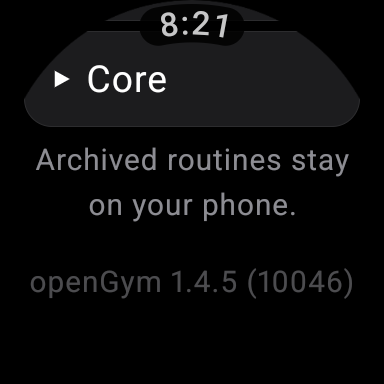 8:21
Core
Archived routines stay
on your phone.
openGym 1.4.5 (10046)